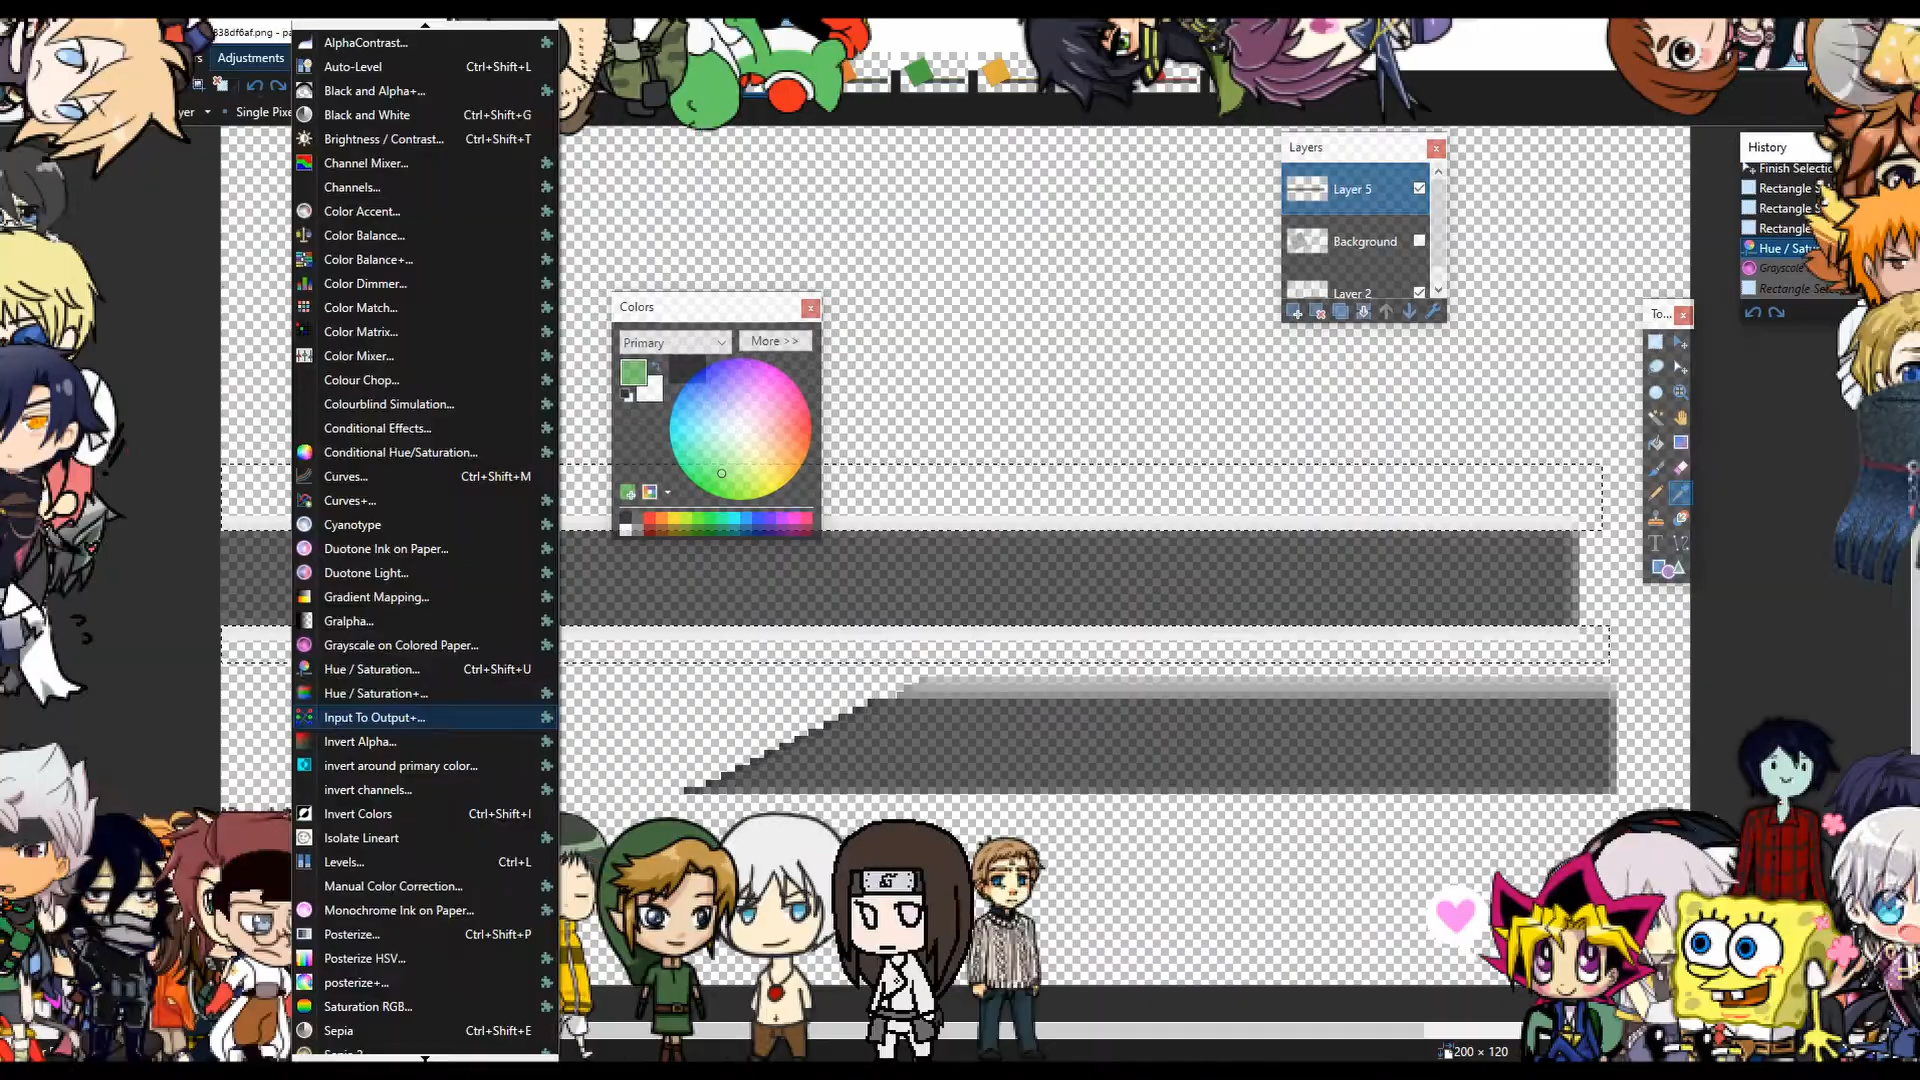 838df6af.png - pa
s Adjustments
yer Single Pixe
AlphaContrast...
Auto-Level Ctrl+Shift+L
Black and Alpha+...
Black and White Ctrl+Shift+G
Brightness / Contrast... Ctrl+Shift+T
Channel Mixer...
Channels...
Color Accent...
Color Balance...
Color Balance+...
Color Dimmer...
Color Match...
Color Matrix...
Color Mixer...
Colour Chop...
Colourblind Simulation...
Conditional Effects...
Conditional Hue/Saturation...
Curves... Ctrl+Shift+M
Curves+...
Cyanotype
Duotone Ink on Paper...
Duotone Light...
Gradient Mapping...
Gralpha...
Grayscale on Colored Paper...
Hue / Saturation... Ctrl+Shift+U
Hue / Saturation+...
Input To Output+...
Invert Alpha...
invert around primary color...
invert channels...
Invert Colors Ctrl+Shift+I
Isolate Lineart
Levels... Ctrl+L
Manual Color Correction...
Monochrome Ink on Paper...
Posterize... Ctrl+Shift+P
Posterize HSV...
posterize+...
Saturation RGB...
Sepia Ctrl+Shift+E
Colors
Primary More >>
Layers
Layer 5
Background
Layer 2
History
Finish Selectio
Rectangle S
Rectangle S
Rectangle
Hue / Satu
Grayscale
Rectangle Sele
To...
200 × 120